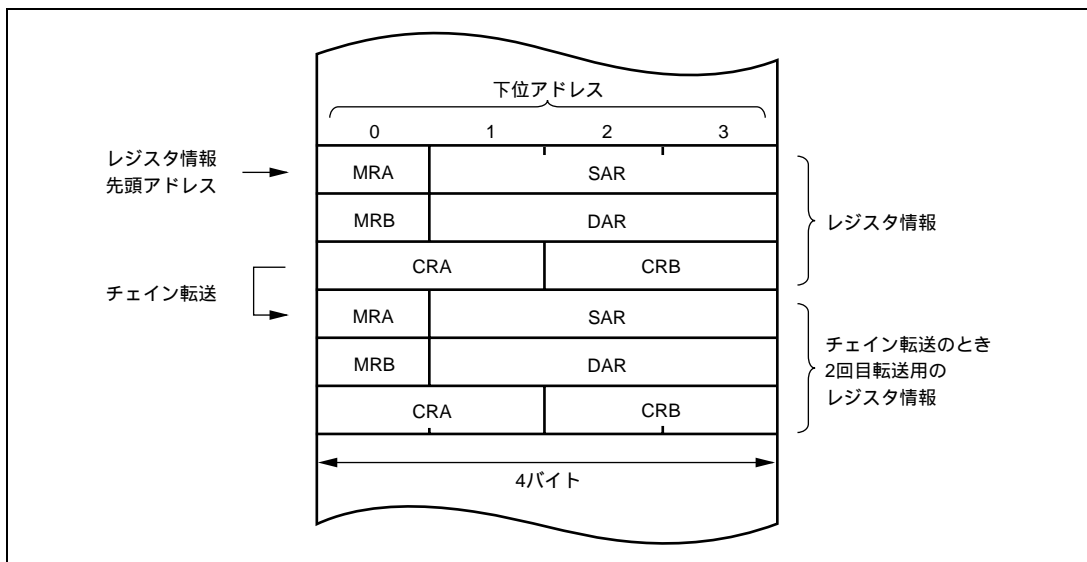 下位アドレス
0 1 2 3
レジスタ情報
先頭アドレス
MRA SAR
MRB DAR
レジスタ情報
CRA CRB
チェイン転送
MRA SAR
MRB DAR
チェイン転送のとき
2回目転送用の
レジスタ情報
CRA CRB
4バイト